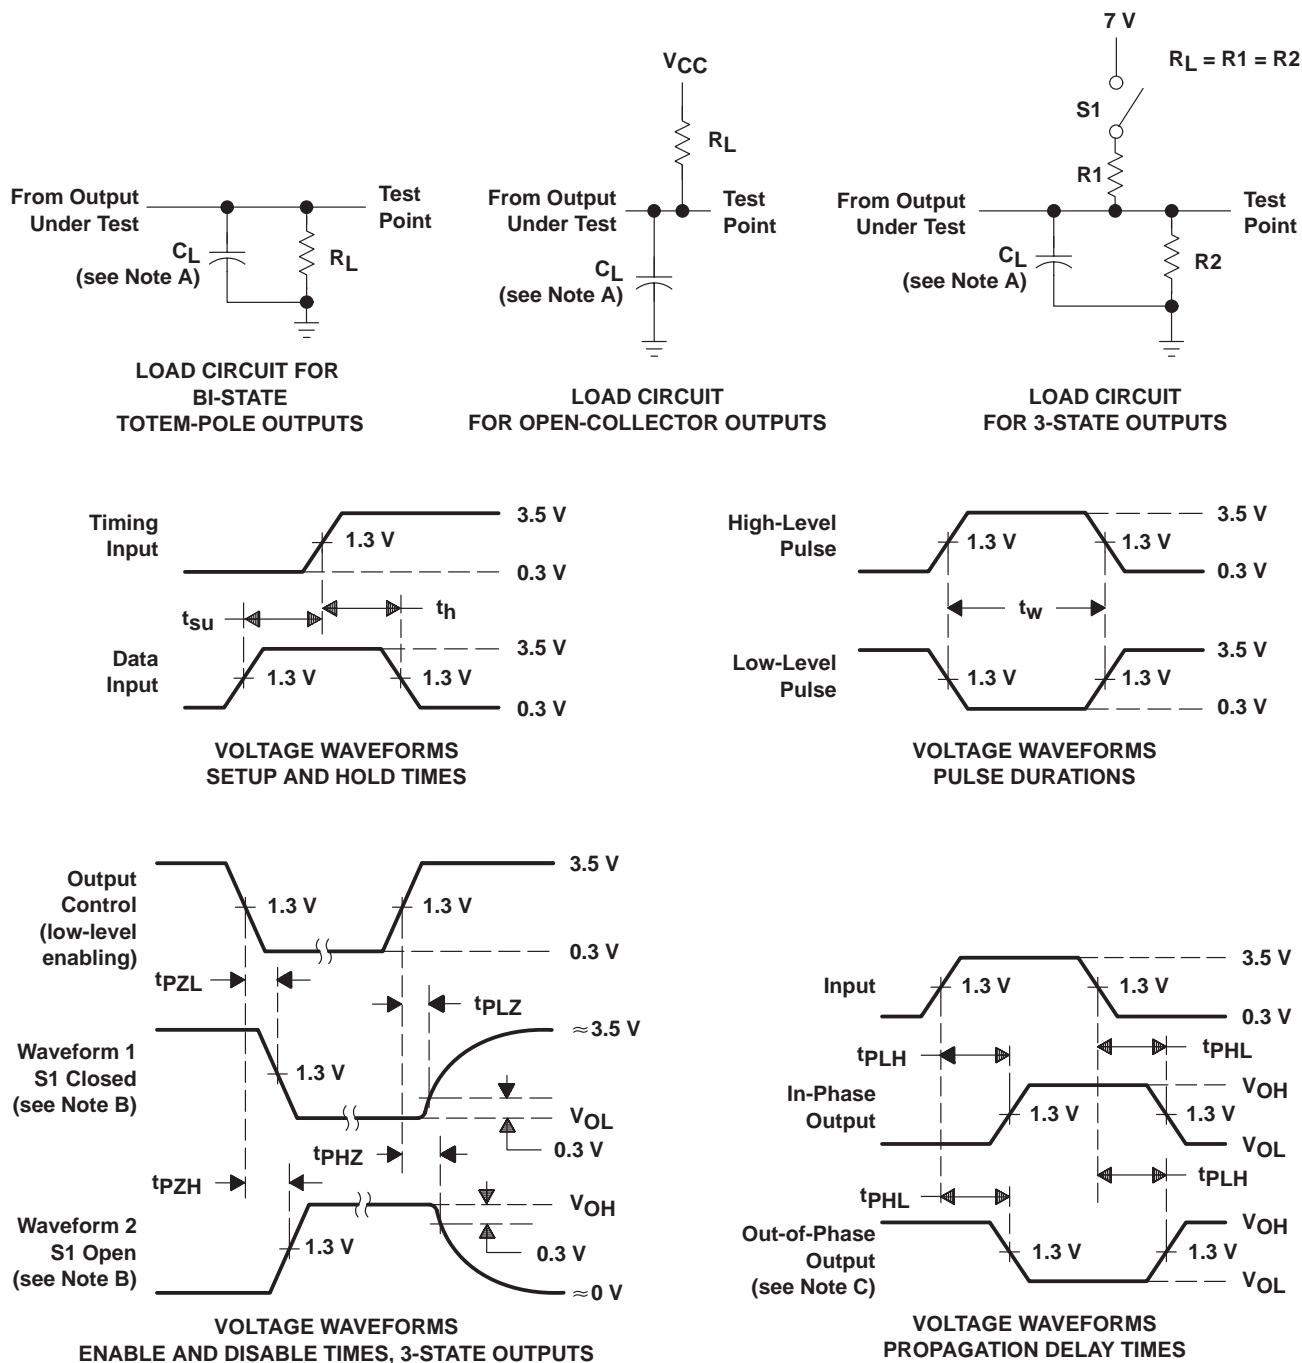 7 V
RL = R1 = R2
VCC
S1
RL
R1
From Output
Under Test
Test
Point
CL
(see Note A)
RL
From Output
Under Test
Test
Point
CL
(see Note A)
From Output
Under Test
Test
Point
CL
(see Note A)
R2
LOAD CIRCUIT FOR
BI-STATE
TOTEM-POLE OUTPUTS
LOAD CIRCUIT
FOR OPEN-COLLECTOR OUTPUTS
LOAD CIRCUIT
FOR 3-STATE OUTPUTS
Timing
Input
1.3 V
3.5 V
0.3 V
tsu
th
Data
Input
1.3 V
1.3 V
3.5 V
0.3 V
VOLTAGE WAVEFORMS
SETUP AND HOLD TIMES
High-Level
Pulse
1.3 V
1.3 V
3.5 V
0.3 V
tw
Low-Level
Pulse
1.3 V
1.3 V
3.5 V
0.3 V
VOLTAGE WAVEFORMS
PULSE DURATIONS
Output
Control
(low-level
enabling)
1.3 V
1.3 V
3.5 V
0.3 V
tPZL
tPLZ
Waveform 1
S1 Closed
(see Note B)
1.3 V
≈3.5 V
VOL
0.3 V
tPHZ
tPZH
Waveform 2
S1 Open
(see Note B)
1.3 V
VOH
0.3 V
≈0 V
VOLTAGE WAVEFORMS
ENABLE AND DISABLE TIMES, 3-STATE OUTPUTS
Input
1.3 V
1.3 V
3.5 V
0.3 V
tPLH
tPHL
In-Phase
Output
1.3 V
1.3 V
VOH
VOL
tPHL
tPLH
Out-of-Phase
Output
(see Note C)
1.3 V
1.3 V
VOH
VOL
VOLTAGE WAVEFORMS
PROPAGATION DELAY TIMES